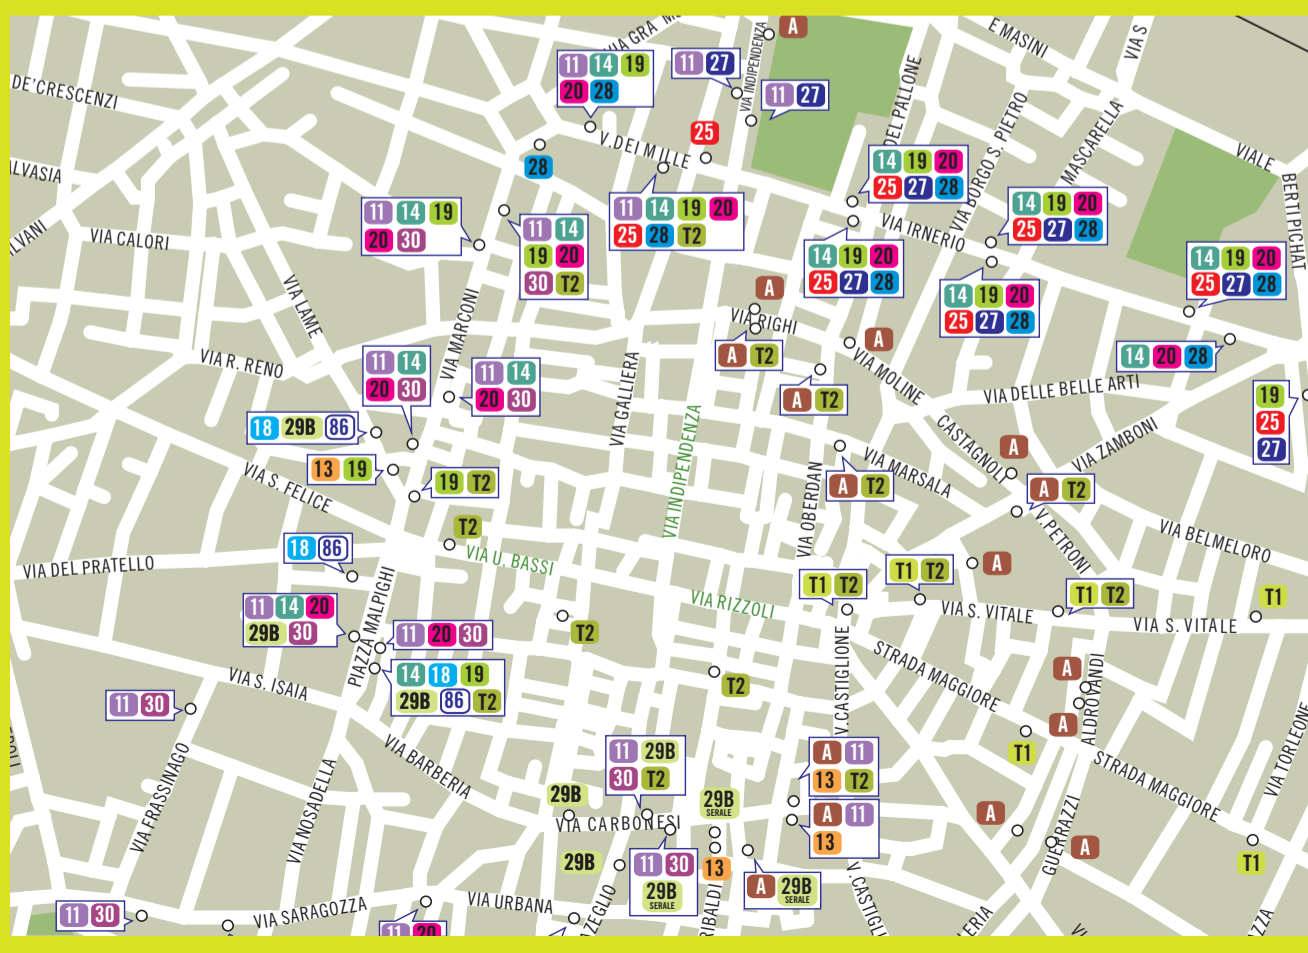 A
E MASINI
VIA S
VIA INDIPENDENZA
11 14 19
20 28
11 27
11 27
DE'CRESCENZI
V. DEI MILLE
25
28
DEL PALLONE
VIA BORGO S. PIETRO
MASCARELLA
VIALE
BERTI PICHAT
14 19 20
25 27 28
14 19 20
25 27 28
ALVASIA
VIA CALORI
11 14 19
20 30
11 14
19 20
30 T2
11 14 19 20
25 28 T2
VIA IRNERIO
14 19 20
25 27 28
14 19 20
25 27 28
14 19 20
25 27 28
VIA LAME
VIA MARCONI
A
VIA RIGHI
A T2
A
VIA MOLINE
A T2
14 20 28
VIA R. RENO
11 14
20 30
11 14
20 30
VIA GALLIERA
VIA INDIPENDENZA
VIA DELLE BELLE ARTI
19
25
27
18 29B 86
13 19
19 T2
VIA S. FELICE
VIA OBERDAN
VIA MARSALA
A T2
CASTAGNOLI
A
A T2
VIA ZAMBONI
V. PETRONI
VIA BELMELORO
T2
VIA U. BASSI
18 86
VIA DEL PRATELLO
PIAZZA MALPIGHI
VIA RIZZOLI
T1 T2
T1 T2
A
VIA S. VITALE
T1 T2
VIA S. VITALE
T1
11 14 20
29B 30
11 20 30
14 18 19
29B 86 T2
T2
T2
VIA S. ISAIA
11 30
V. CASTIGLIONE
STRADA MAGGIORE
A
A
ALDROVANDI
T1
VIA TORLEONE
STRADA MAGGIORE
VIA FRASSINAGO
VIA NOSADELLA
VIA BARBERIA
11 29B
30 T2
29B
29B
SERALE
A 11
13 T2
A 11
13
VIA CARBONESI
29B
11 30
29B
SERALE
13
A 29B
SERALE
A
GUERRAZZI
A
T1
11 30
VIA SARAGOZZA
11 20
VIA URBANA
AZEGLIO
RIBALDI
V. CASTIGLI
LERIA
ZZA